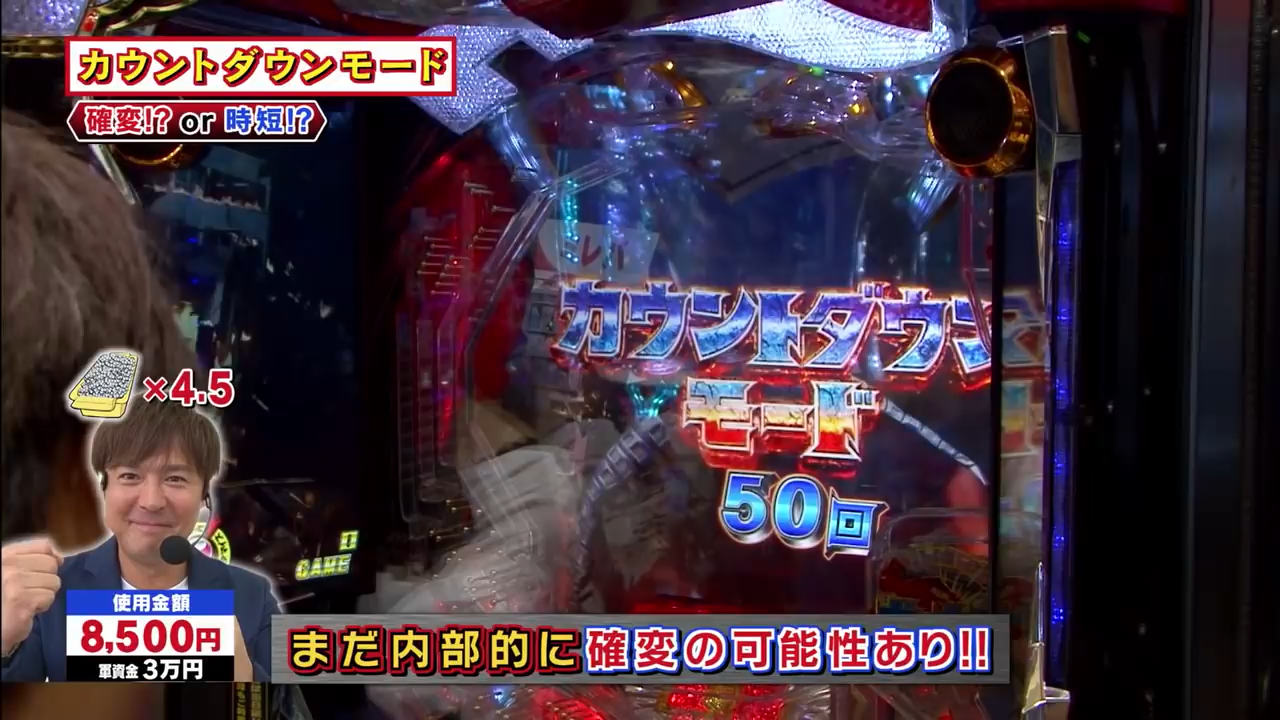 カウントダウンモード
確変!? or 時短!?
カウントダウン
モード
50回
×4.5
0
GAME
使用金額
8,500円
軍資金 3万円
まだ内部的に確変の可能性あり!!